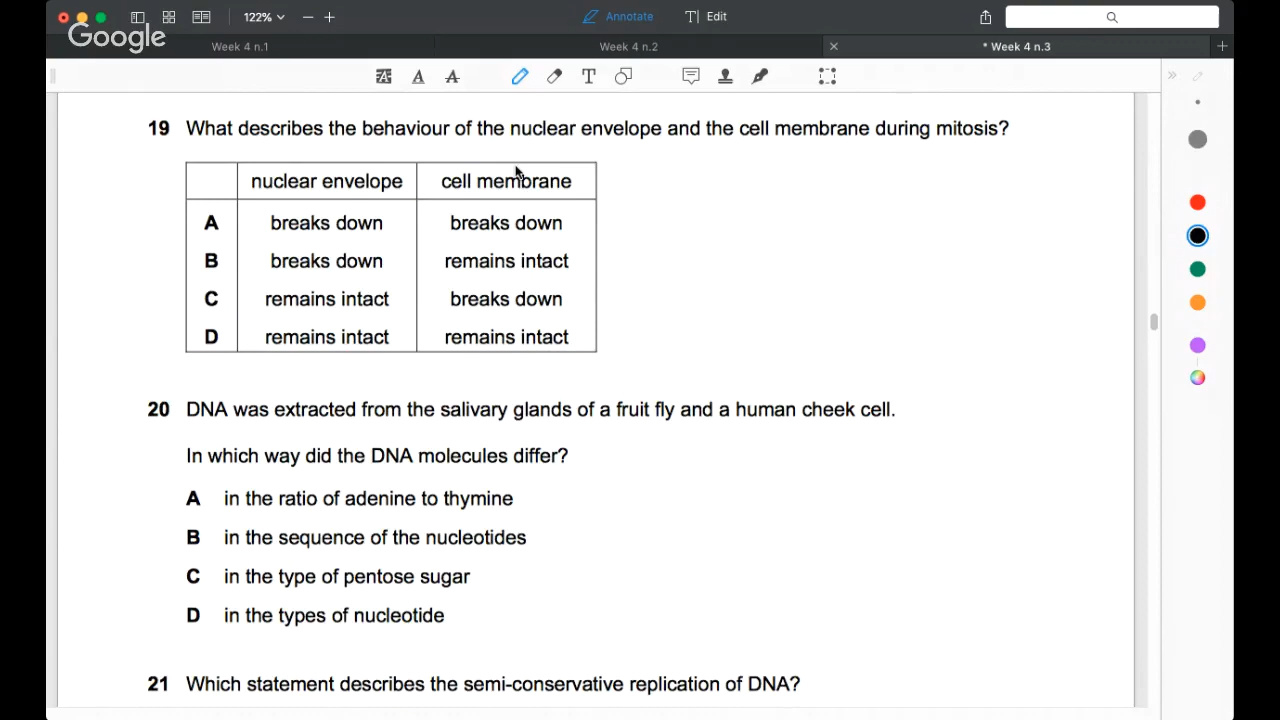 122%
Annotate
T Edit
Google
Week 4 n.1
Week 4 n.2
* Week 4 n.3
A A A T
19 What describes the behaviour of the nuclear envelope and the cell membrane during mitosis?
nuclear envelope cell membrane
A breaks down breaks down
B breaks down remains intact
C remains intact breaks down
D remains intact remains intact
20 DNA was extracted from the salivary glands of a fruit fly and a human cheek cell.
In which way did the DNA molecules differ?
A in the ratio of adenine to thymine
B in the sequence of the nucleotides
C in the type of pentose sugar
D in the types of nucleotide
21 Which statement describes the semi-conservative replication of DNA?